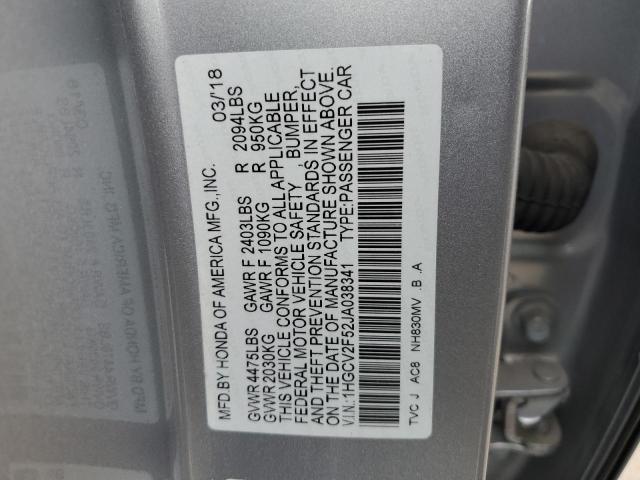 MFD.BY HONDA OF AMERICA MFG.,INC. 03/'18
GVWR 4475LBS GAWR F 2403LBS R 2094LBS
GVWR 2030KG GAWR F 1090KG R 950KG
THIS VEHICLE CONFORMS TO ALL APPLICABLE
FEDERAL MOTOR VEHICLE SAFETY , BUMPER,
AND THEFT PREVENTION STANDARDS IN EFFECT
ON THE DATE OF MANUFACTURE SHOWN ABOVE.
V.I.N.:1HGCV2F52JA038341 TYPE:PASSENGER CAR
TVC J AC8 NH830MV .B .A